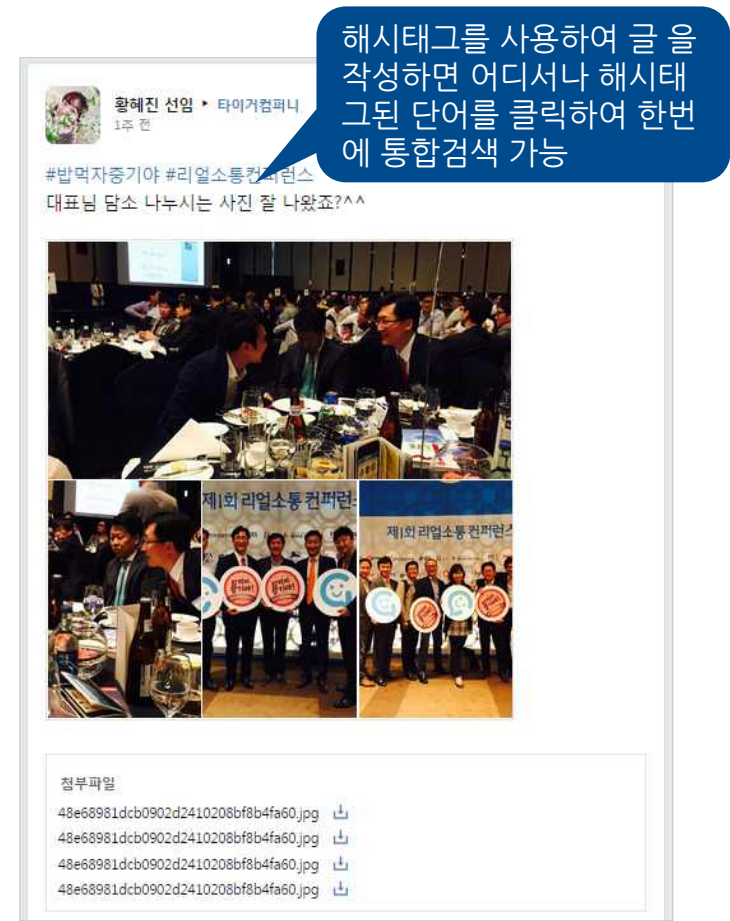 해시태그를 사용하여 글 을
작성하면 어디서나 해시태
그된 단어를 클릭하여 한번
에 통합검색 가능
황혜진 선임 ▸ 타이거컴퍼니
1주 전
#밥먹자중기야 #리얼소통컨퍼런스
대표님 담소 나누시는 사진 잘 나왔죠?^^
제1회 리얼소통 컨퍼런
제1회 리얼소통 컨퍼런스
첨부파일
48e68981dcb0902d2410208bf8b4fa60.jpg
48e68981dcb0902d2410208bf8b4fa60.jpg
48e68981dcb0902d2410208bf8b4fa60.jpg
48e68981dcb0902d2410208bf8b4fa60.jpg